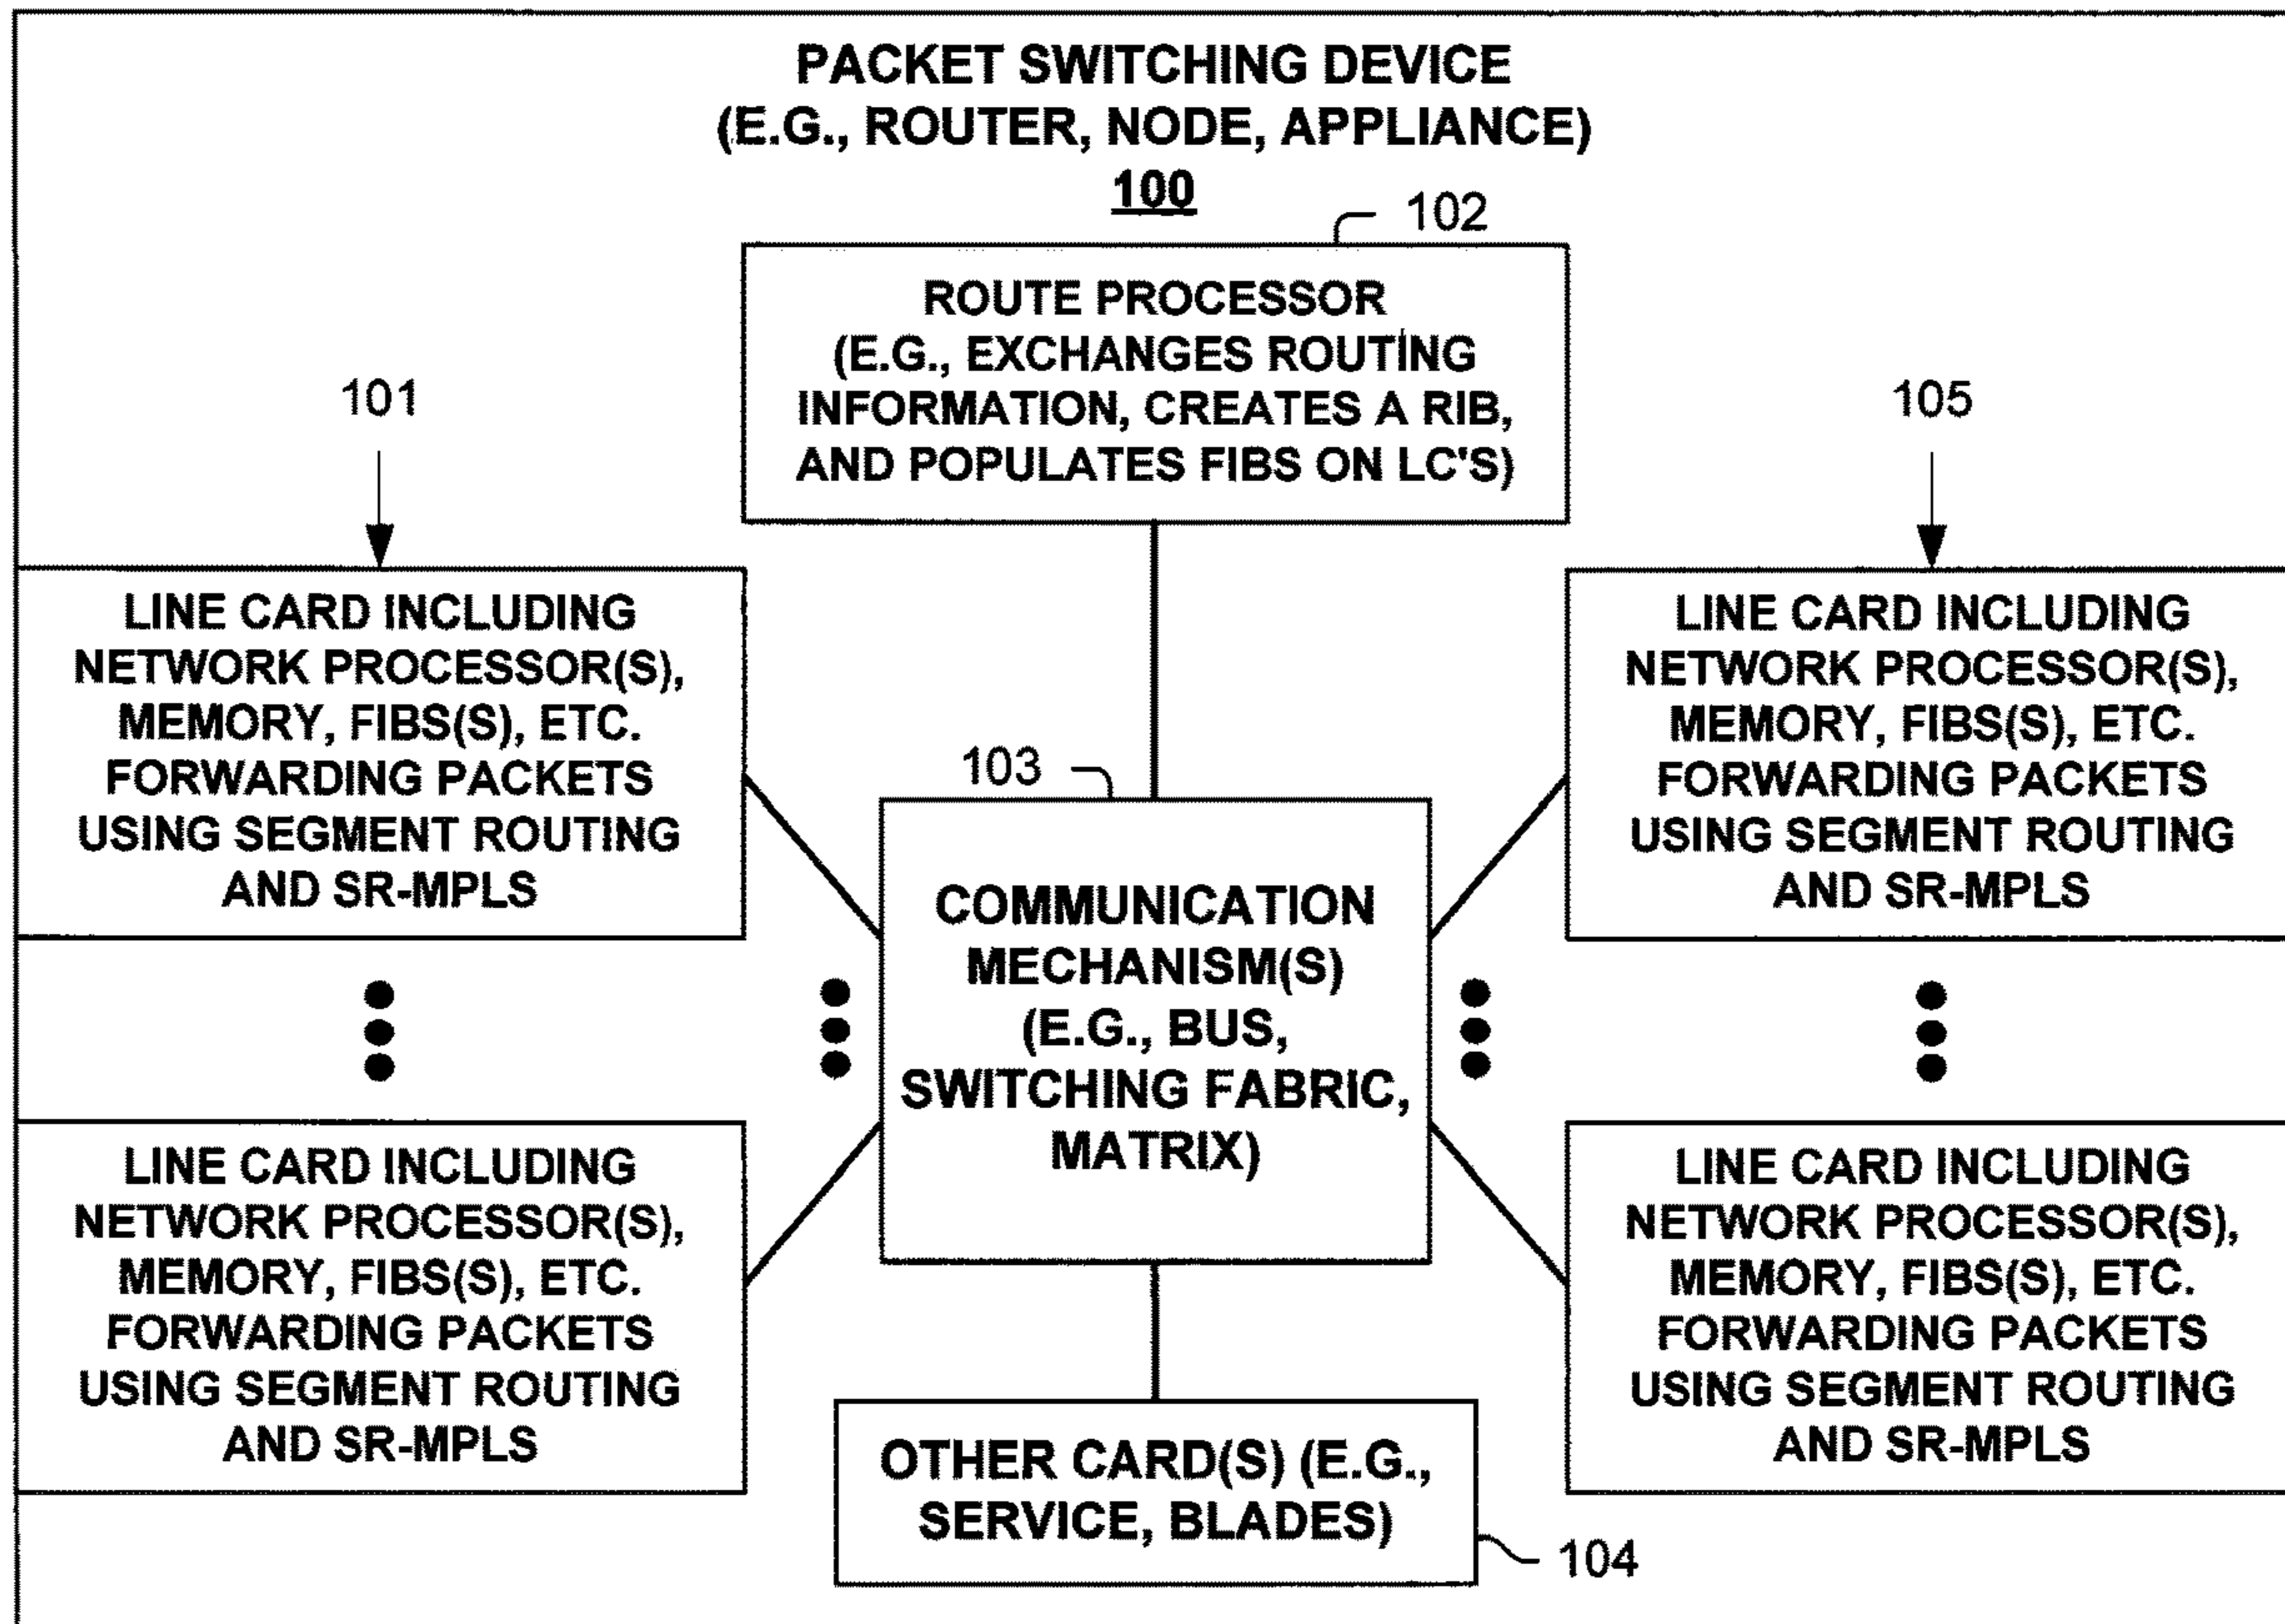 PACKET SWITCHING DEVICE
(E.G., ROUTER, NODE, APPLIANCE)
100
102
ROUTE PROCESSOR
(E.G., EXCHANGES ROUTING
INFORMATION, CREATES A RIB,
AND POPULATES FIBS ON LC'S)
101
105
LINE CARD INCLUDING
NETWORK PROCESSOR(S),
MEMORY, FIBS(S), ETC.
FORWARDING PACKETS
USING SEGMENT ROUTING
AND SR-MPLS
LINE CARD INCLUDING
NETWORK PROCESSOR(S),
MEMORY, FIBS(S), ETC.
FORWARDING PACKETS
USING SEGMENT ROUTING
AND SR-MPLS
103
COMMUNICATION
MECHANISM(S)
(E.G., BUS,
SWITCHING FABRIC,
MATRIX)
LINE CARD INCLUDING
NETWORK PROCESSOR(S),
MEMORY, FIBS(S), ETC.
FORWARDING PACKETS
USING SEGMENT ROUTING
AND SR-MPLS
LINE CARD INCLUDING
NETWORK PROCESSOR(S),
MEMORY, FIBS(S), ETC.
FORWARDING PACKETS
USING SEGMENT ROUTING
AND SR-MPLS
OTHER CARD(S) (E.G.,
SERVICE, BLADES)
104